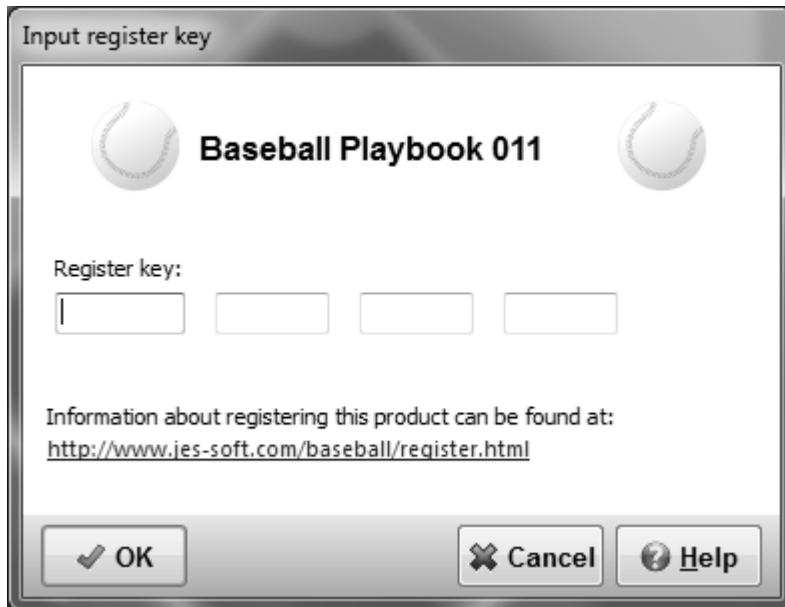 Input register key
Baseball Playbook 011
Register key:
Information about registering this product can be found at:
http://www.jes-soft.com/baseball/register.html
OK Cancel Help